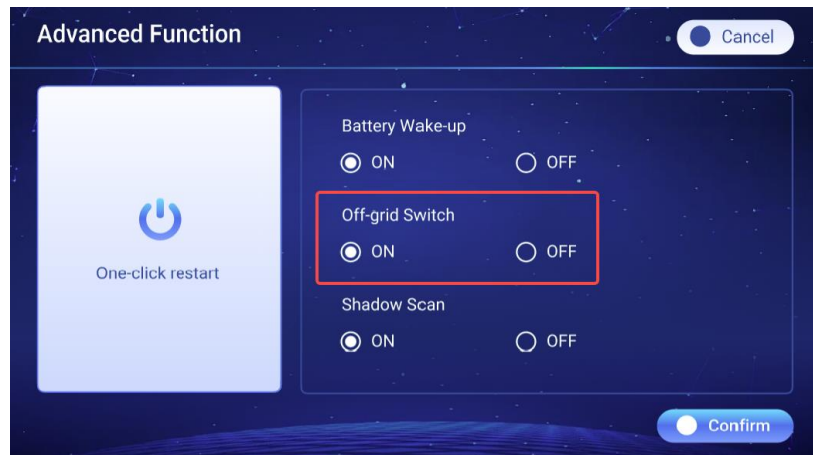 Advanced Function
Cancel
One-click restart
Battery Wake-up
ON OFF
Off-grid Switch
ON OFF
Shadow Scan
ON OFF
Confirm